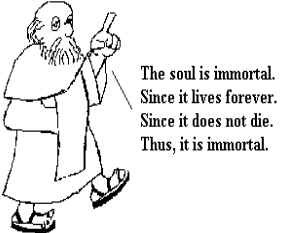 The soul is immortal.
Since it lives forever.
Since it does not die.
Thus, it is immortal.